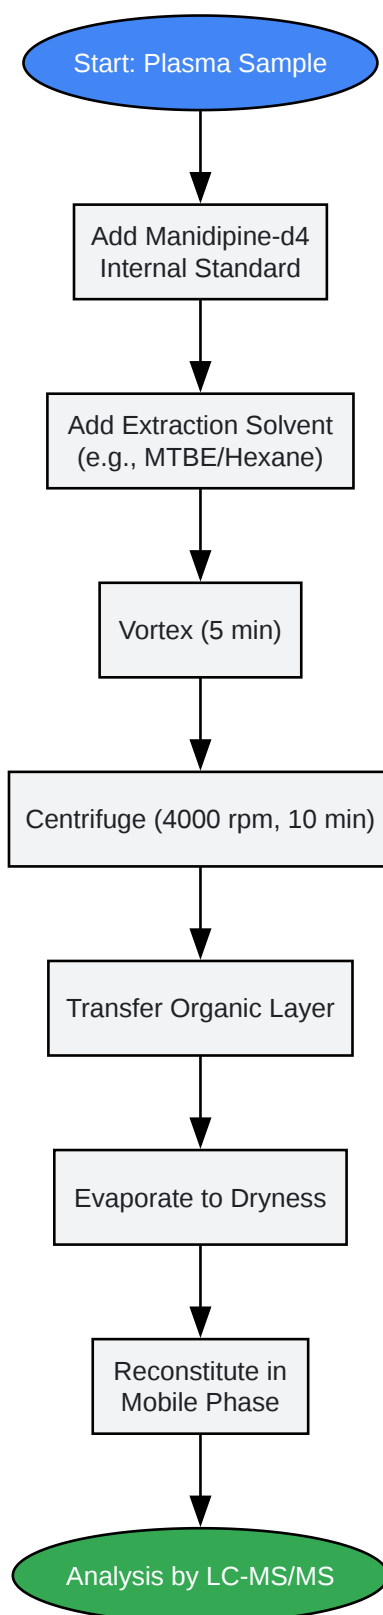 Start: Plasma Sample
Add Manidipine-d4
Internal Standard
Add Extraction Solvent
(e.g., MTBE/Hexane)
Vortex (5 min)
Centrifuge (4000 rpm, 10 min)
Transfer Organic Layer
Evaporate to Dryness
Reconstitute in
Mobile Phase
Analysis by LC-MS/MS